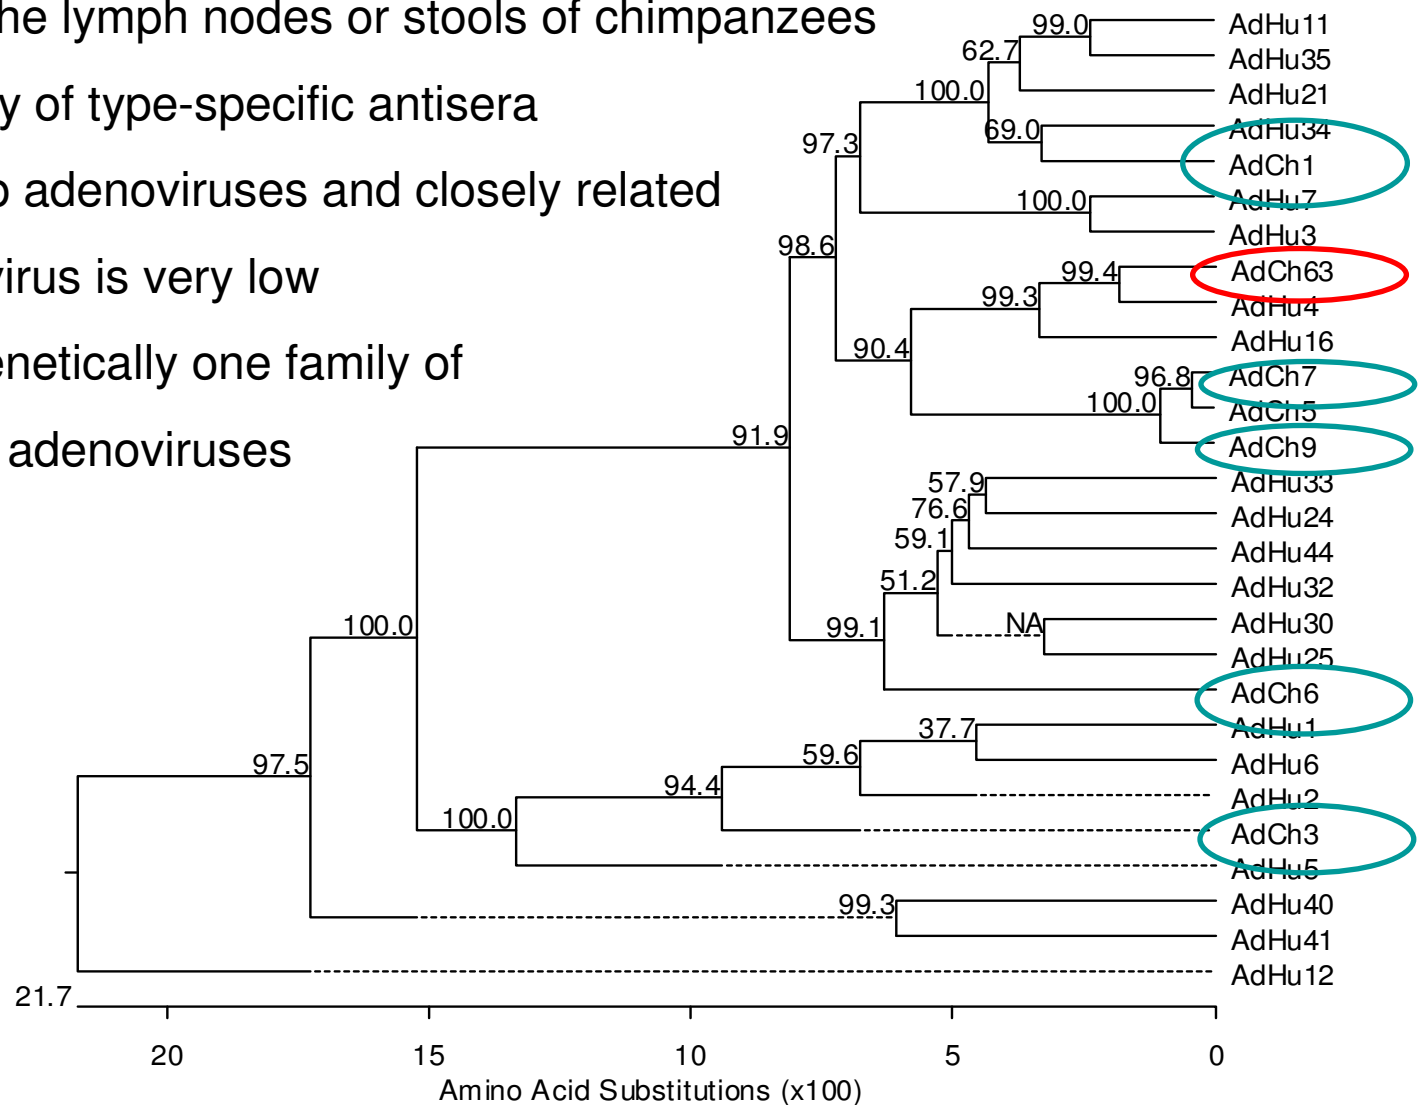 he lymph nodes or stools of chimpanzees
y of type-specific antisera
o adenoviruses and closely related
virus is very low
enetically one family of
adenoviruses
99.0
AdHu11
62.7
AdHu35
100.0
AdHu21
69.0
AdHu34
97.3
AdCh1
100.0
AdHu7
98.6
AdHu3
99.4
AdCh63
99.3
AdHu4
90.4
AdHu16
96.8
AdCh7
100.0
AdCh5
91.9
AdCh9
57.9
AdHu33
76.6
AdHu24
59.1
AdHu44
51.2
AdHu32
100.0
99.1
NA
AdHu30
AdHu25
AdCh6
37.7
AdHu1
97.5
59.6
AdHu6
94.4
AdHu2
100.0
AdCh3
AdHu5
99.3
AdHu40
AdHu41
AdHu12
21.7
20 15 10 5 0
Amino Acid Substitutions (x100)